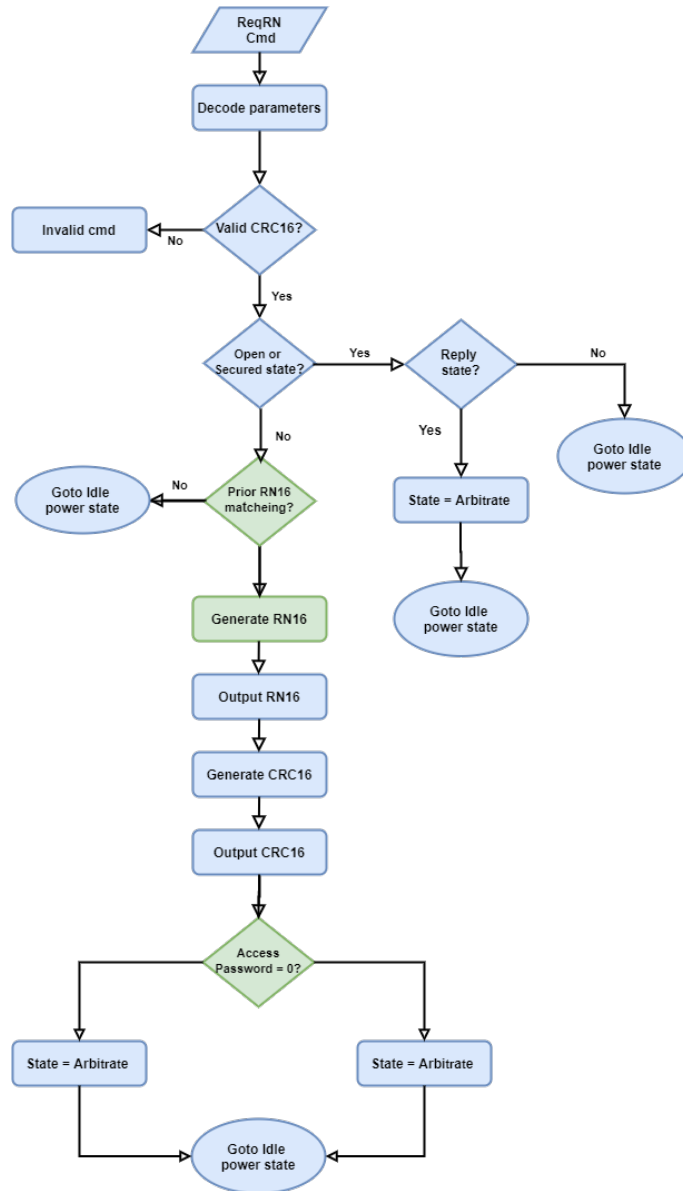 ReqRN
Cmd
Decode parameters
Valid CRC16?
No
Invalid cmd
Yes
Open or
Secured state?
Yes
Reply
state?
No
Goto Idle
power state
Yes
State = Arbitrate
Goto Idle
power state
No
Prior RN16
matcheing?
No
Goto Idle
power state
Generate RN16
Output RN16
Generate CRC16
Output CRC16
Access
Password = 0?
State = Arbitrate
State = Arbitrate
Goto Idle
power state